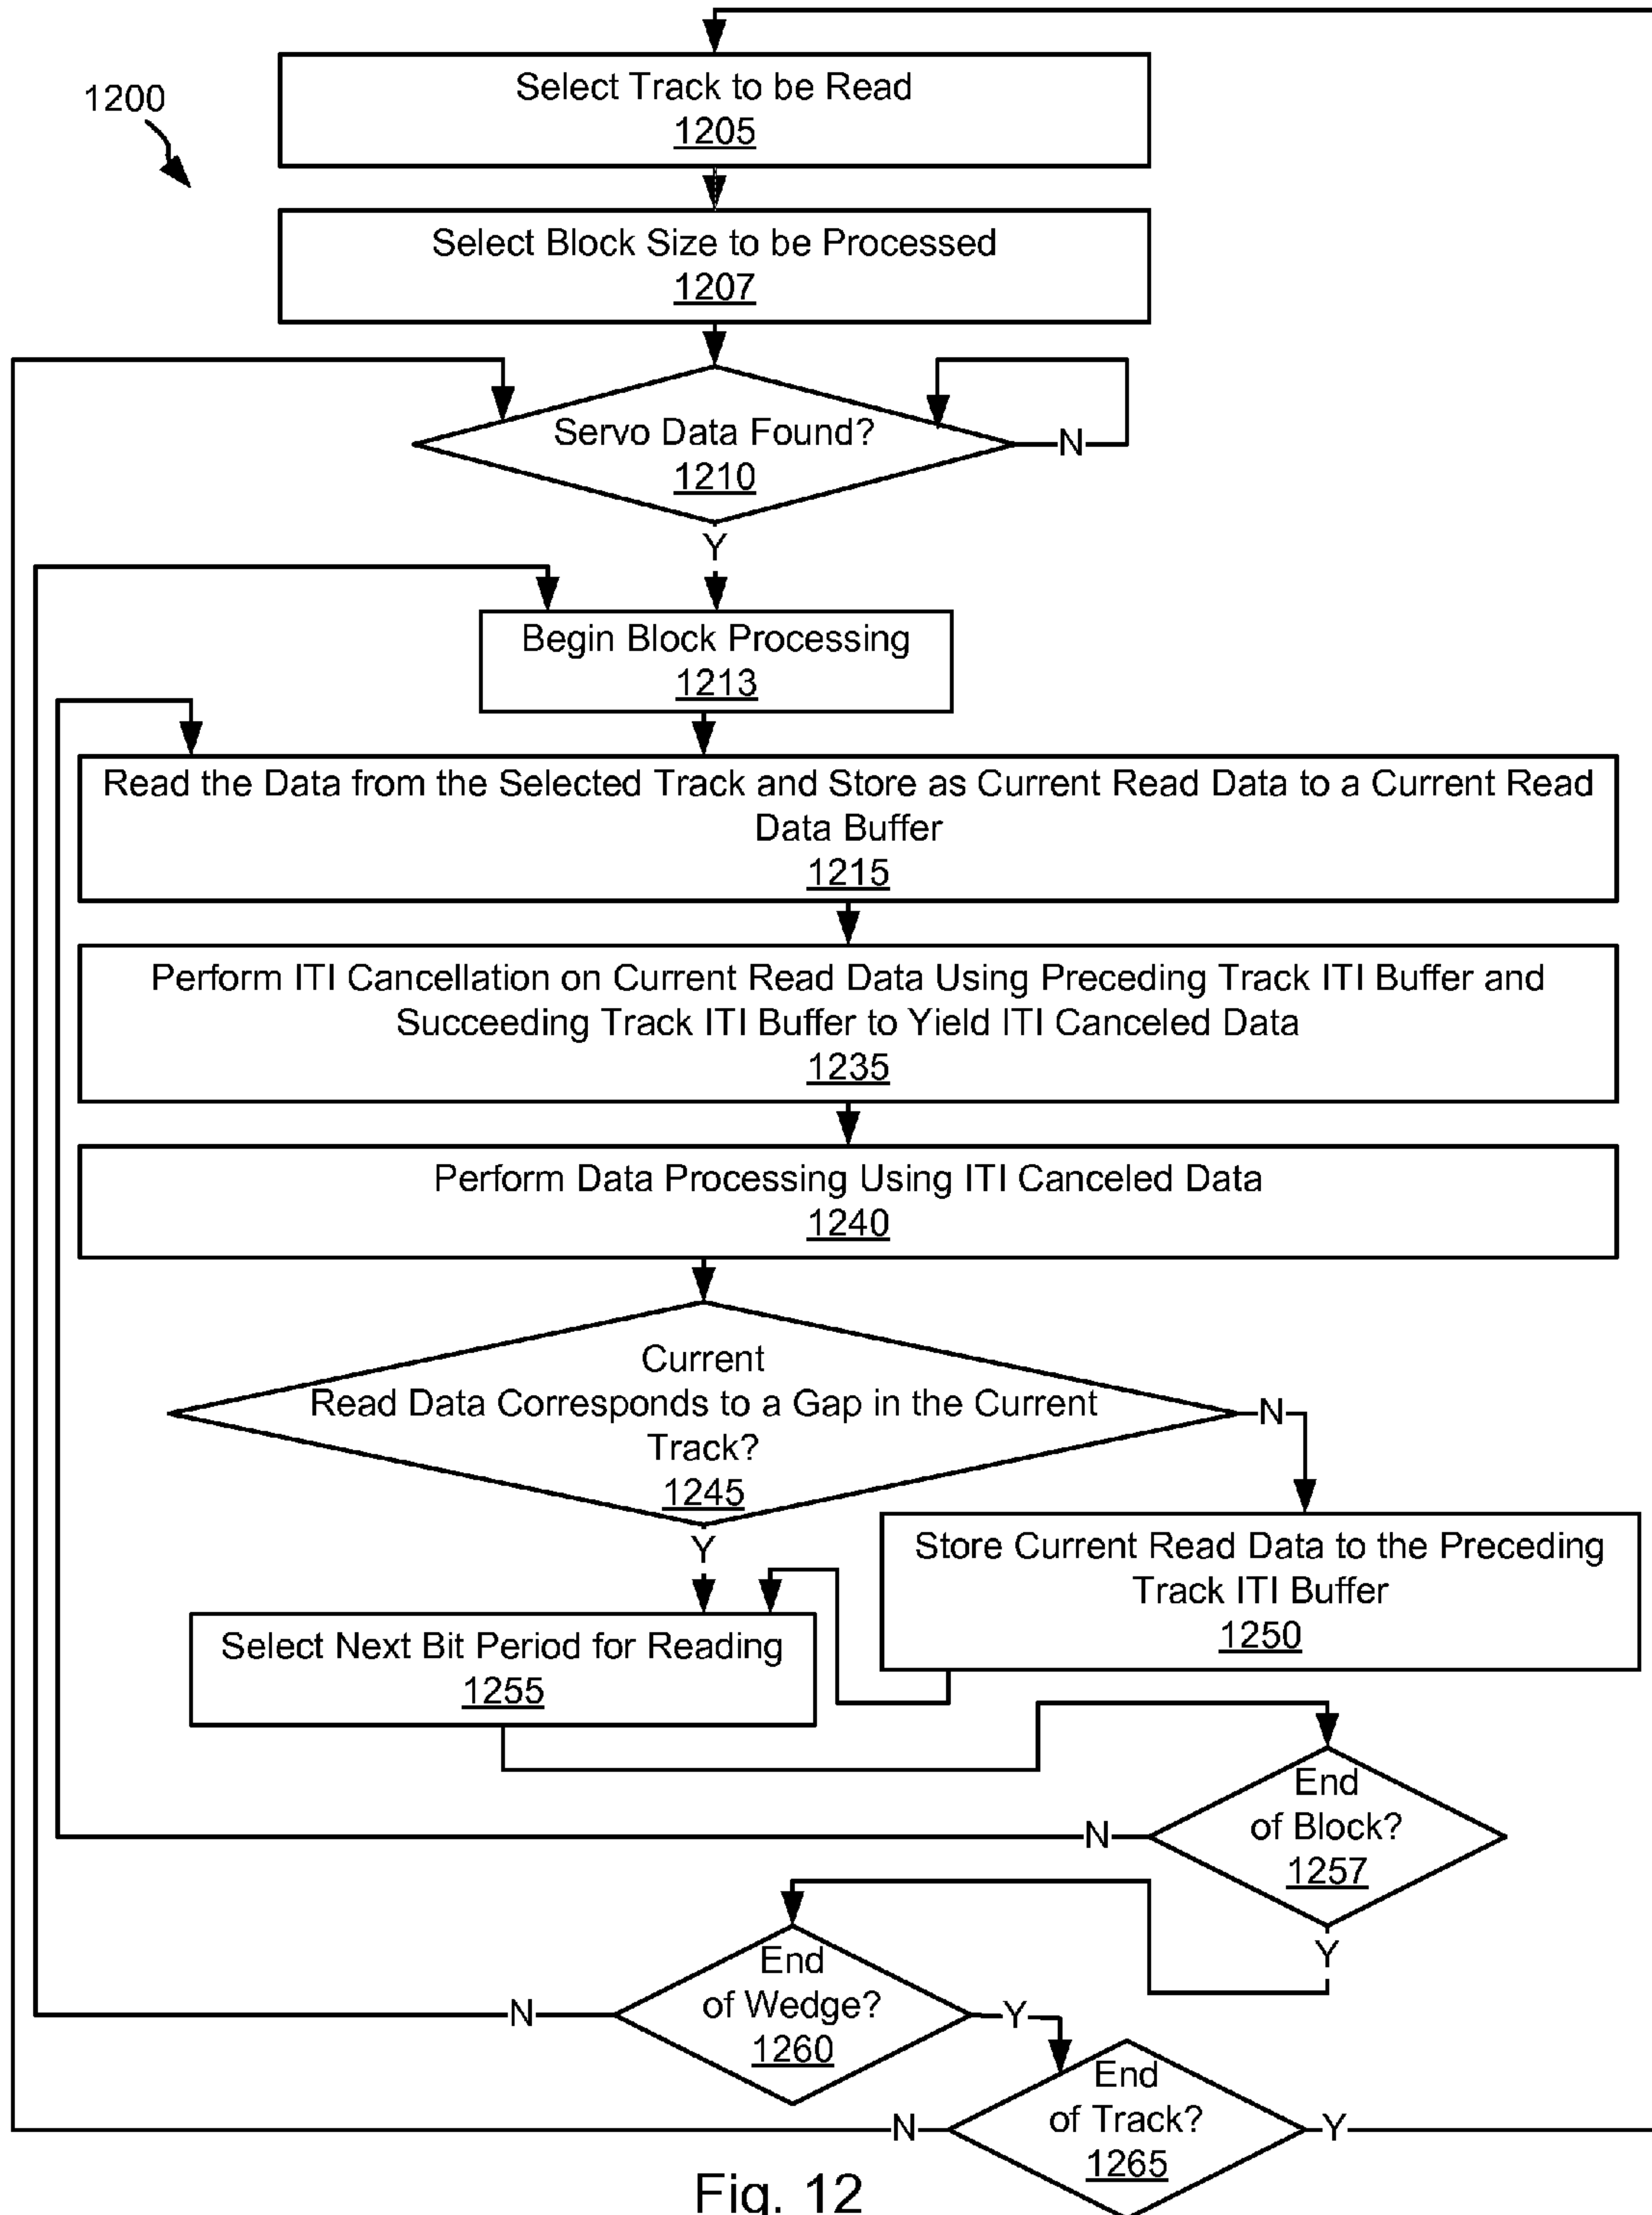 1200
Select Track to be Read
1205
Select Block Size to be Processed
1207
Servo Data Found?
1210
N
Y
Begin Block Processing
1213
Read the Data from the Selected Track and Store as Current Read Data to a Current Read
Data Buffer
1215
Perform ITI Cancellation on Current Read Data Using Preceding Track ITI Buffer and
Succeeding Track ITI Buffer to Yield ITI Canceled Data
1235
Perform Data Processing Using ITI Canceled Data
1240
Current
Read Data Corresponds to a Gap in the Current
Track?
1245
N
Y
Store Current Read Data to the Preceding
Track ITI Buffer
1250
Select Next Bit Period for Reading
1255
End
of Block?
1257
N
Y
End
of Wedge?
1260
N
Y
End
of Track?
1265
N
Y
Fig. 12